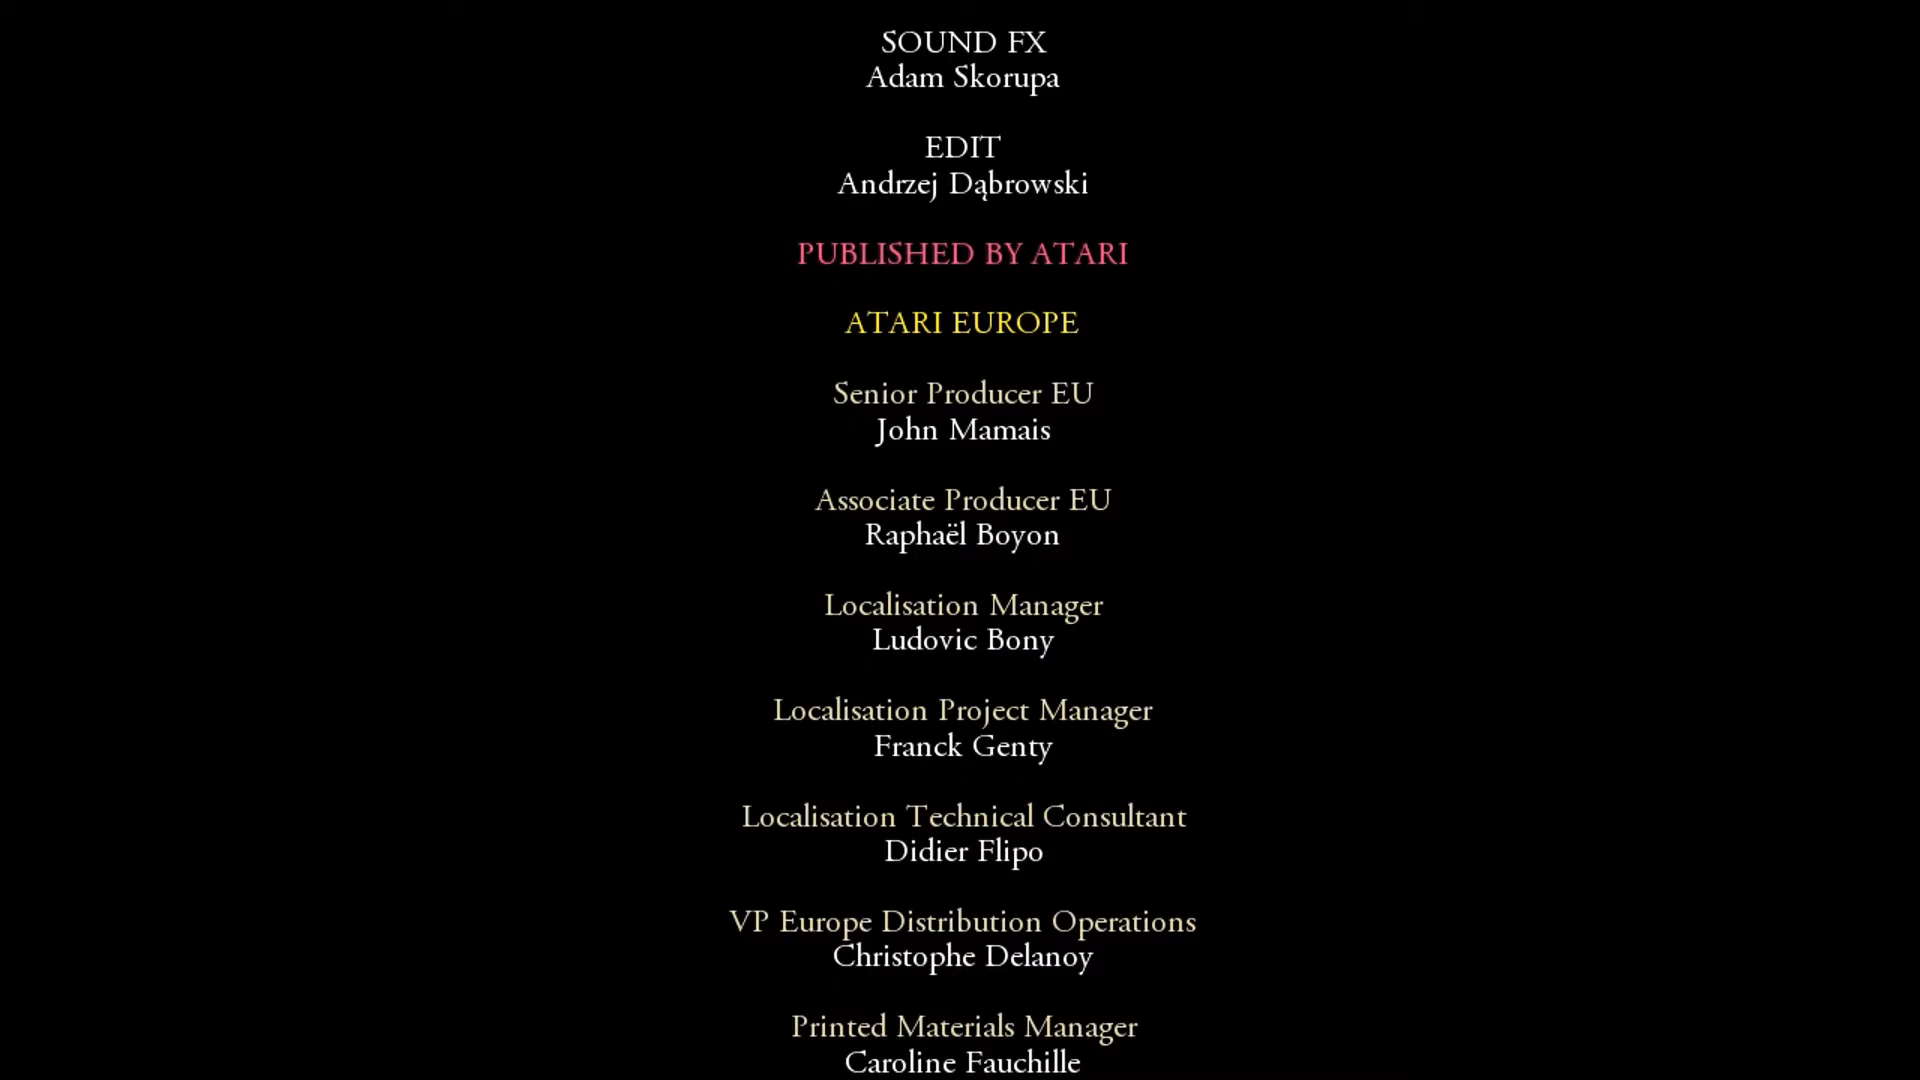 SOUND FX
Adam Skorupa
EDIT
Andrzej Dąbrowski
PUBLISHED BY ATARI
ATARI EUROPE
Senior Producer EU
John Mamais
Associate Producer EU
Raphaël Boyon
Localisation Manager
Ludovic Bony
Localisation Project Manager
Franck Genty
Localisation Technical Consultant
Didier Flipo
VP Europe Distribution Operations
Christophe Delanoy
Printed Materials Manager
Caroline Fauchille